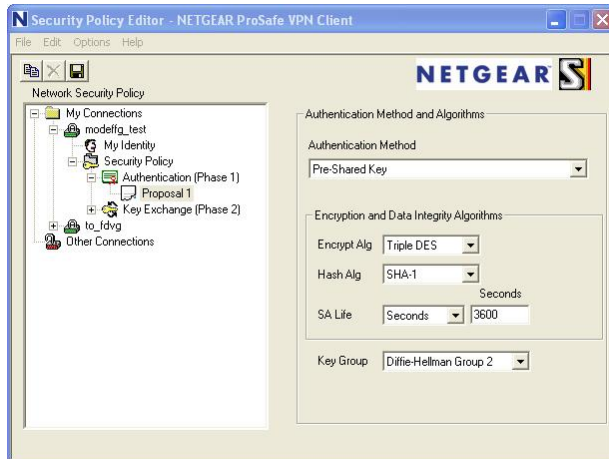 N Security Policy Editor - NETGEAR ProSafe VPN Client
File Edit Options Help
NETGEAR
Network Security Policy
My Connections
modeffg_test
My Identity
Security Policy
Authentication (Phase 1)
Proposal 1
Key Exchange (Phase 2)
to_fdvg
Other Connections
Authentication Method and Algorithms
Authentication Method
Pre-Shared Key
Encryption and Data Integrity Algorithms
Encrypt Alg Triple DES
Hash Alg SHA-1
Seconds
SA Life Seconds 3600
Key Group Diffie-Hellman Group 2